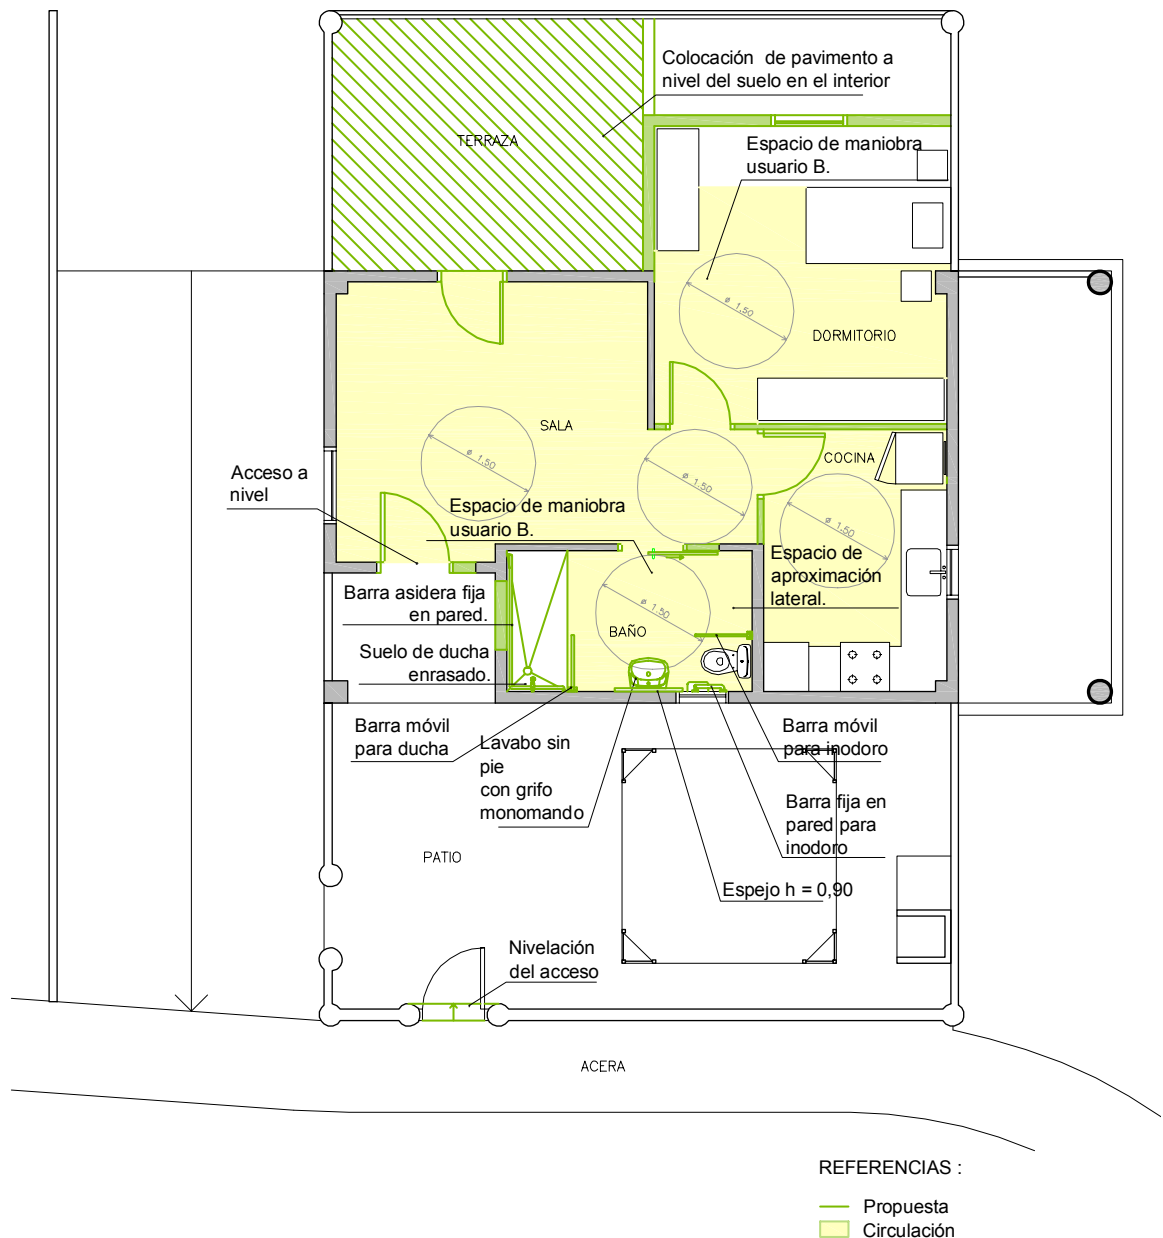 Colocación de pavimento a
nivel del suelo en el interior
TERRAZA
Espacio de maniobra
usuario B.
ø 1.50
DORMITORIO
SALA
ø 1.50
ø 1.50
COCINA
ø 1.50
Acceso a
nivel
Espacio de maniobra
usuario B.
Espacio de
aproximación
lateral.
Barra asidera fija
en pared.
ø 1.50
BAÑO
Suelo de ducha
enrasado.
Barra móvil
para ducha
Lavabo sin
pie
con grifo
monomando
Barra móvil
para inodoro
Barra fija en
pared para
inodoro
PATIO
Espejo h = 0,90
Nivelación
del acceso
ACERA
REFERENCIAS :
Propuesta
Circulación